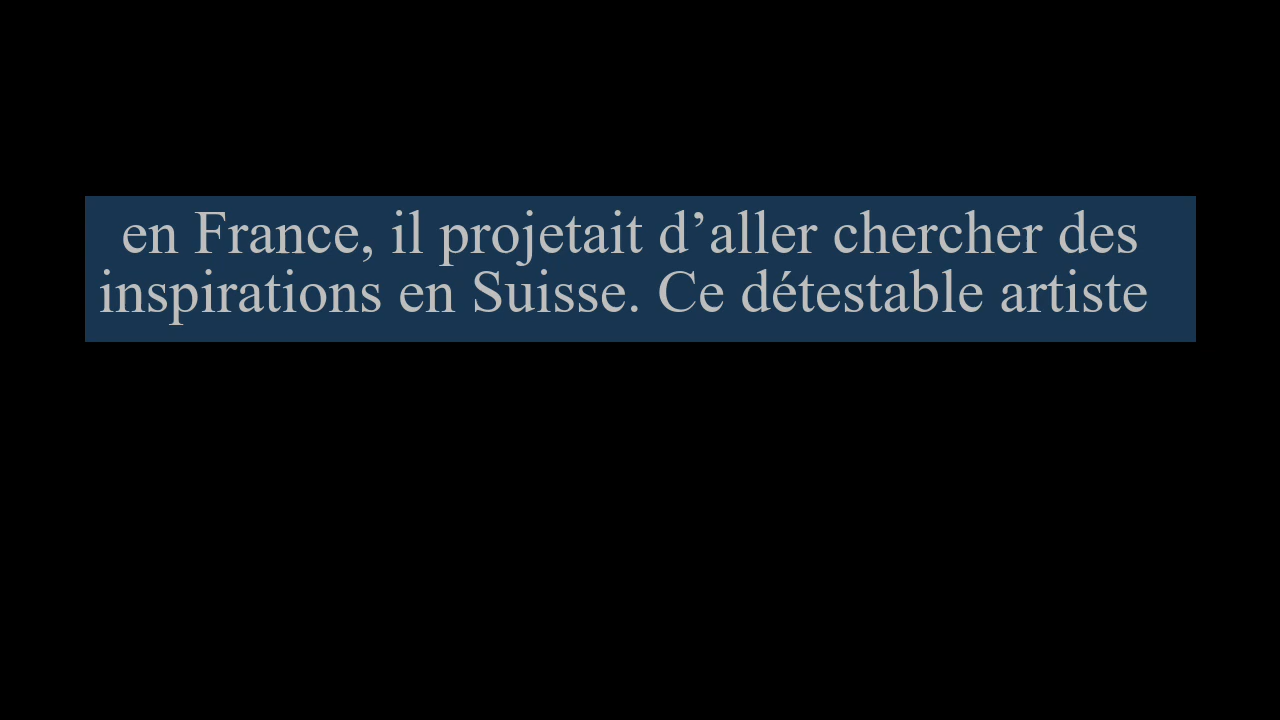 en France, il projetait d’aller chercher des
inspirations en Suisse. Ce détestable artiste